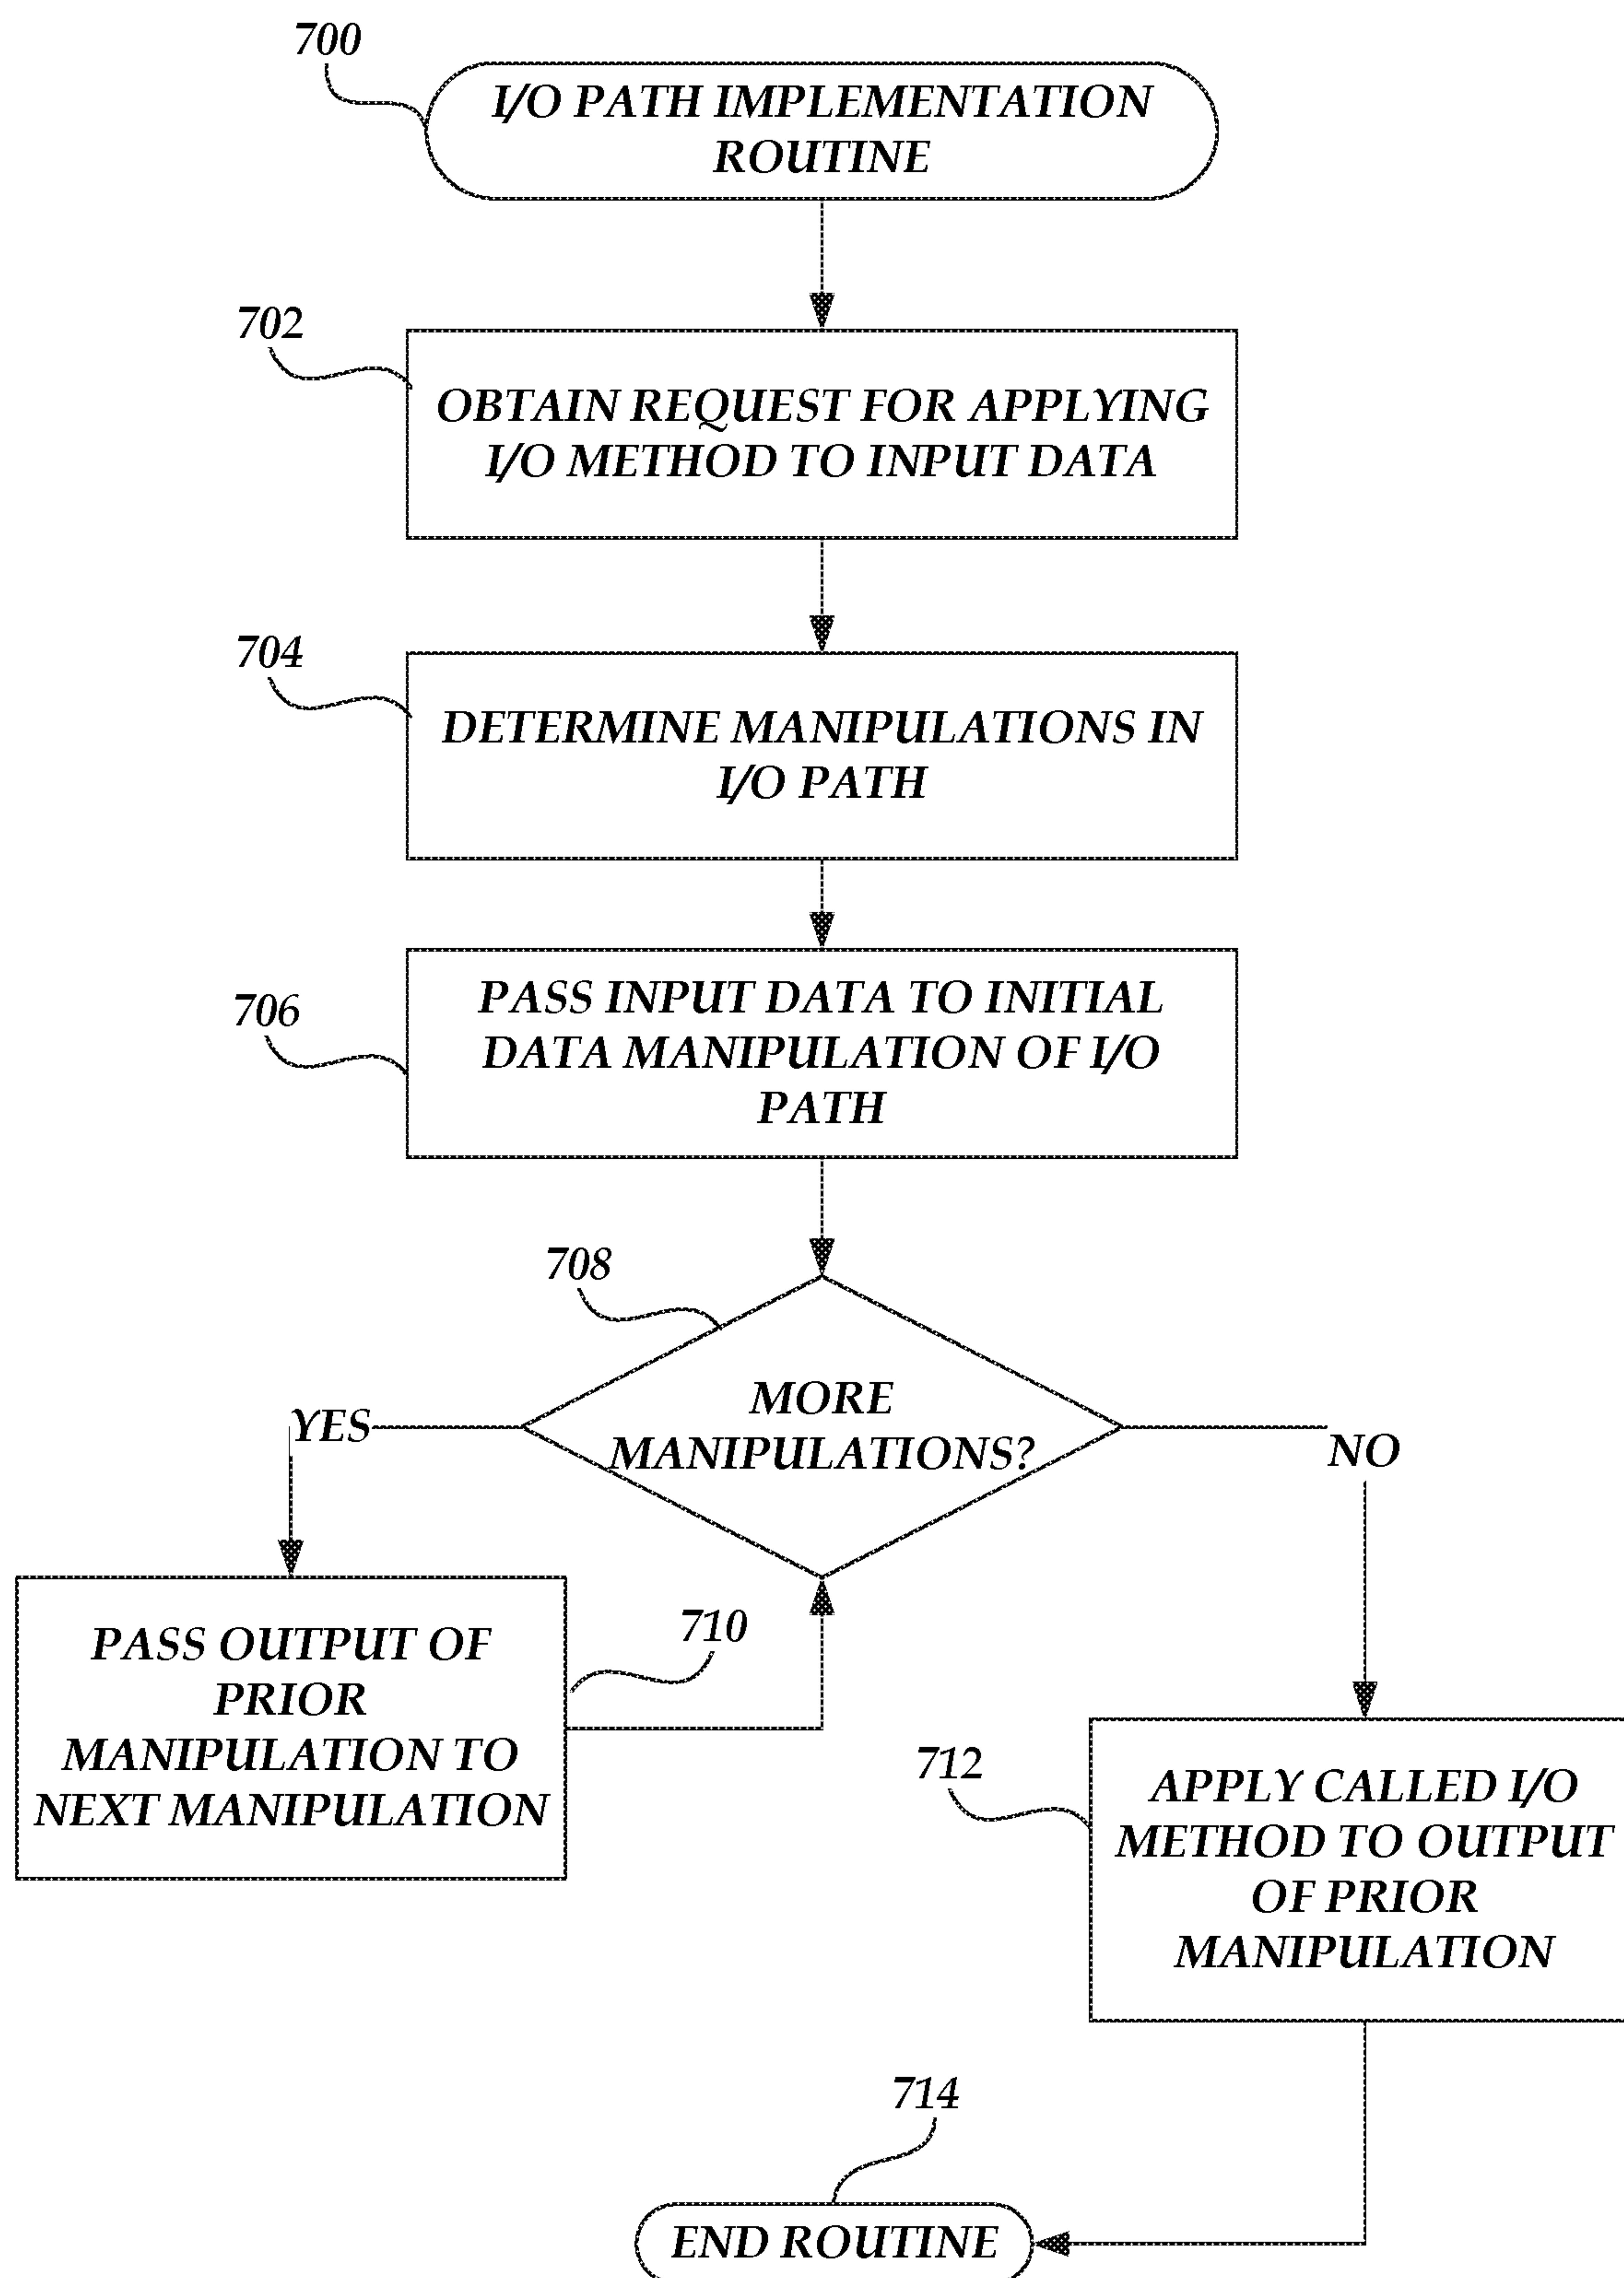 700
I/O PATH IMPLEMENTATION
ROUTINE
702
OBTAIN REQUEST FOR APPLYING
I/O METHOD TO INPUT DATA
704
DETERMINE MANIPULATIONS IN
I/O PATH
706
PASS INPUT DATA TO INITIAL
DATA MANIPULATION OF I/O
PATH
708
MORE
MANIPULATIONS?
YES
NO
PASS OUTPUT OF
PRIOR
MANIPULATION TO
NEXT MANIPULATION
710
712
APPLY CALLED I/O
METHOD TO OUTPUT
OF PRIOR
MANIPULATION
714
END ROUTINE